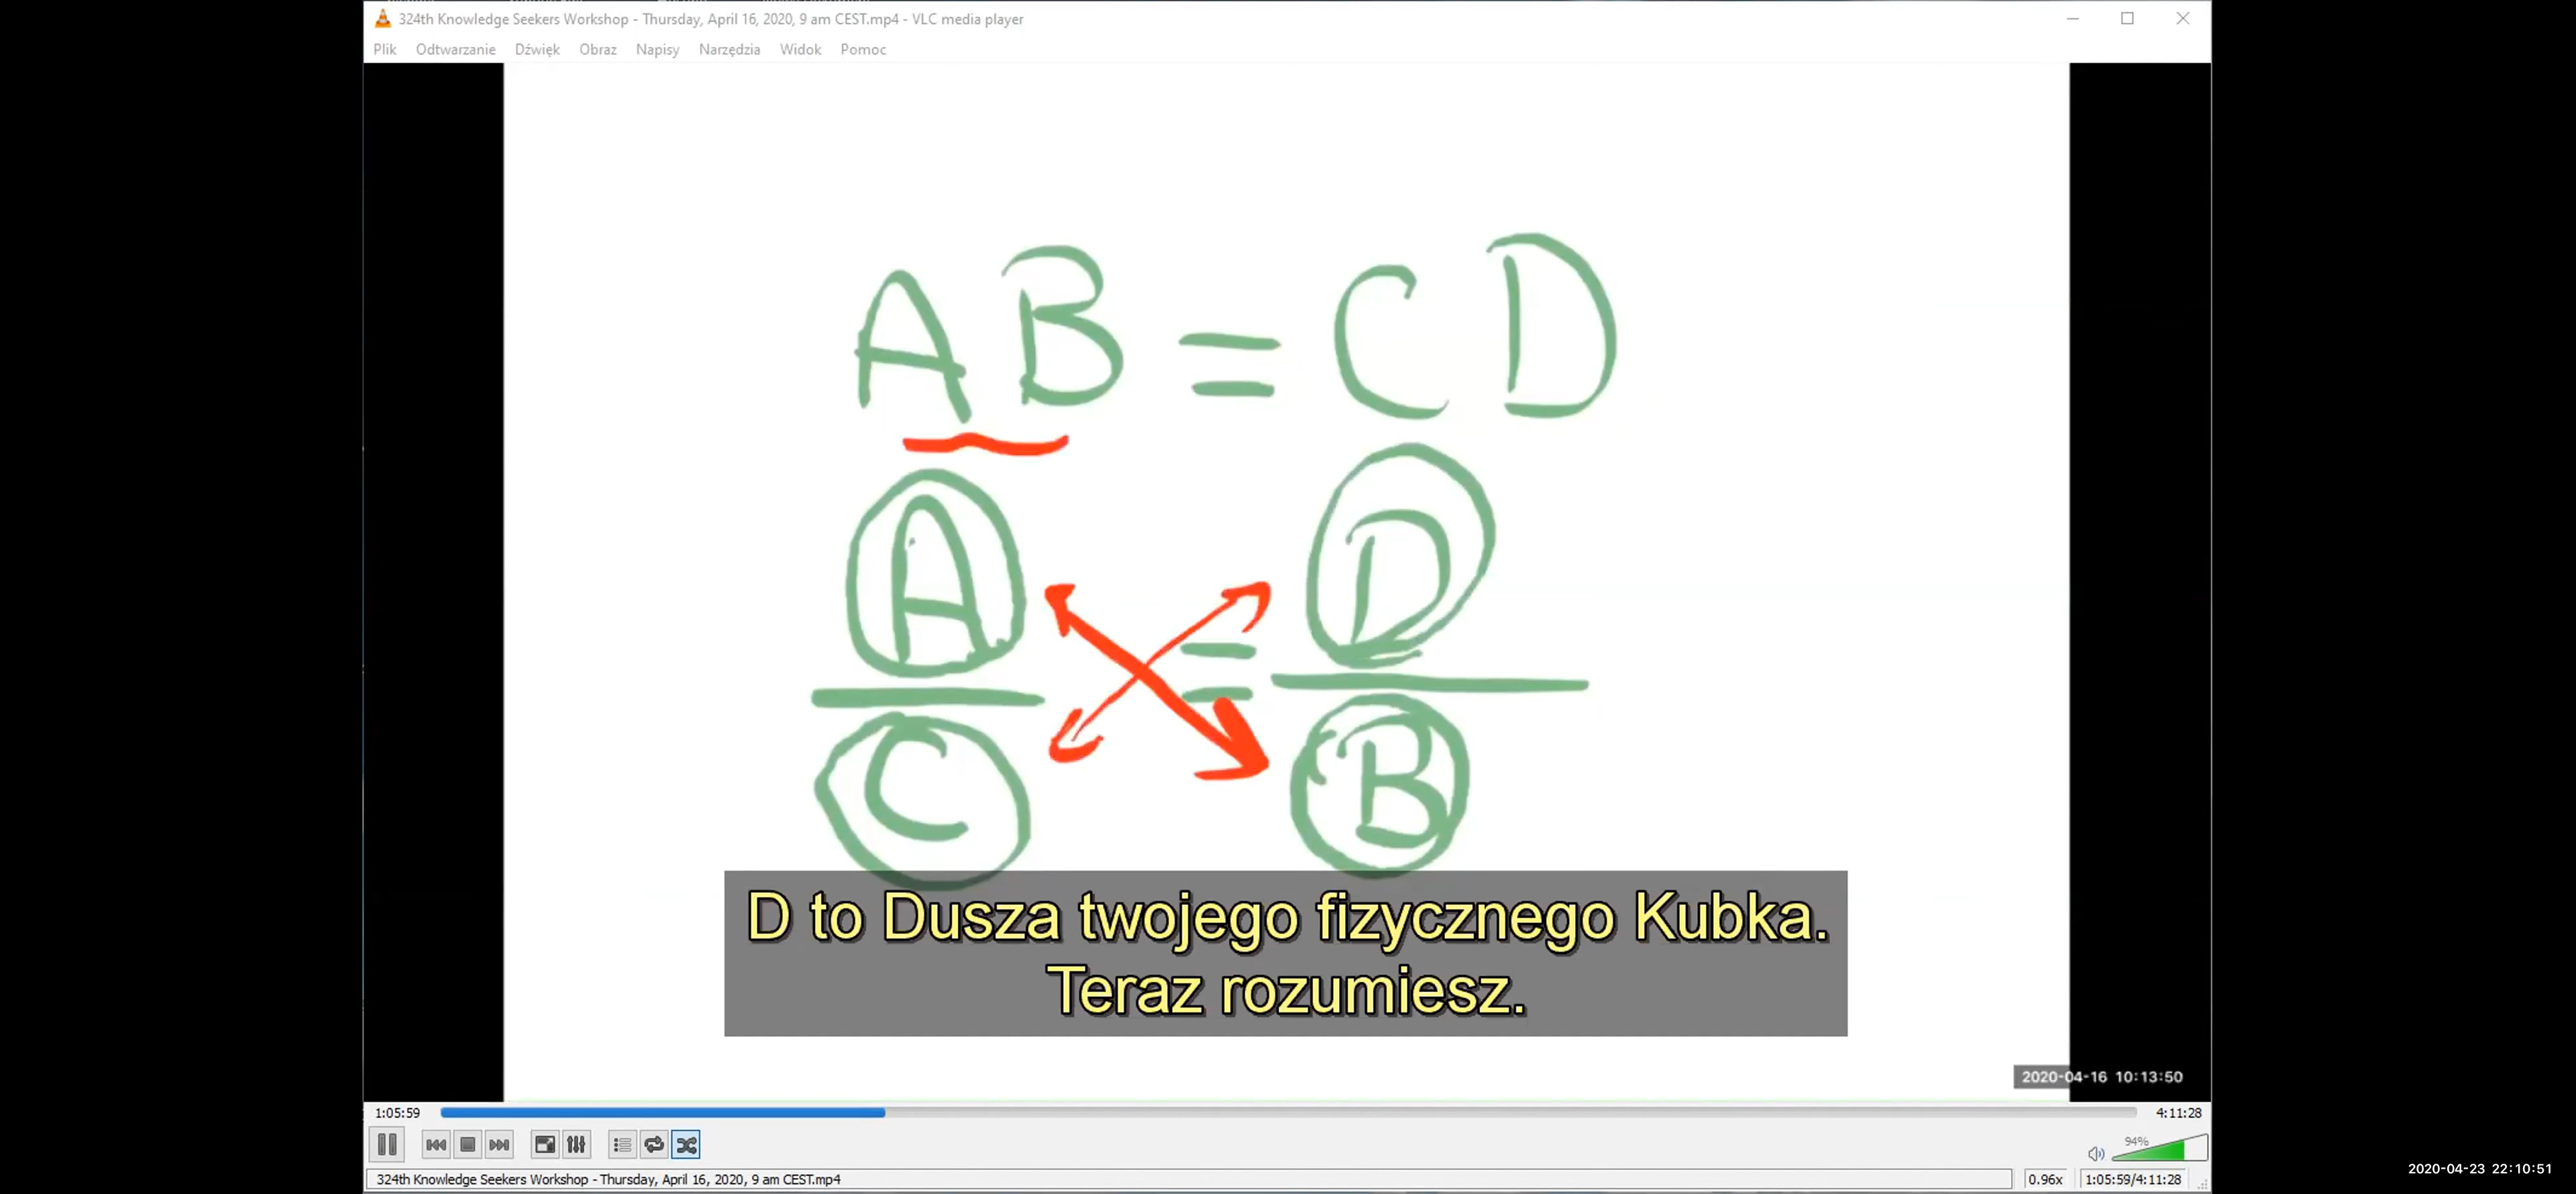 324th Knowledge Seekers Workshop - Thursday, April 16, 2020, 9 am CEST.mp4 - VLC media player
Plik Odtwarzanie Dźwięk Obraz Napisy Narzędzia Widok Pomoc
AB = CD
A = D
C B
D to Dusza twojego fizycznego Kubka.
Teraz rozumiesz.
2020-04-16 10:13:50
1:05:59 4:11:28
94%
324th Knowledge Seekers Workshop - Thursday, April 16, 2020, 9 am CEST.mp4 0.96x 1:05:59/4:11:28
2020-04-23 22:10:51